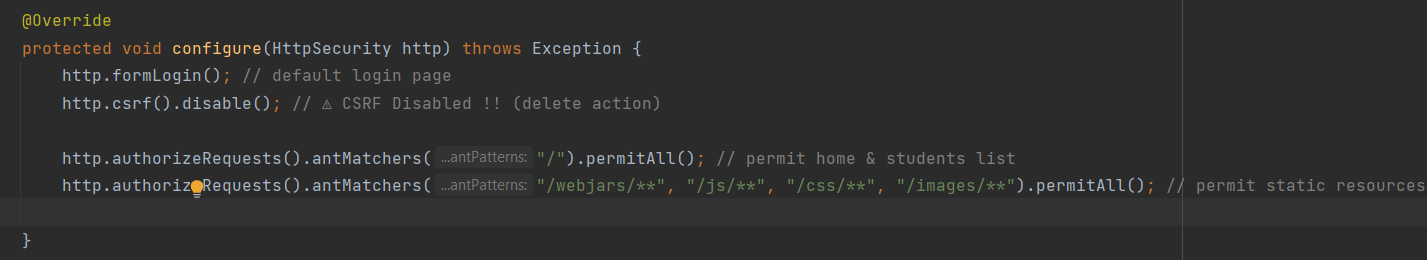 @Override
protected void configure(HttpSecurity http) throws Exception {
    http.formLogin(); // default login page
    http.csrf().disable(); // ⚠ CSRF Disabled !! (delete action)
    http.authorizeRequests().antMatchers( ...antPatterns: "/").permitAll(); // permit home & students list
    http.authorizeRequests().antMatchers( ...antPatterns: "/webjars/**", "/js/**", "/css/**", "/images/**").permitAll(); // permit static resources
}